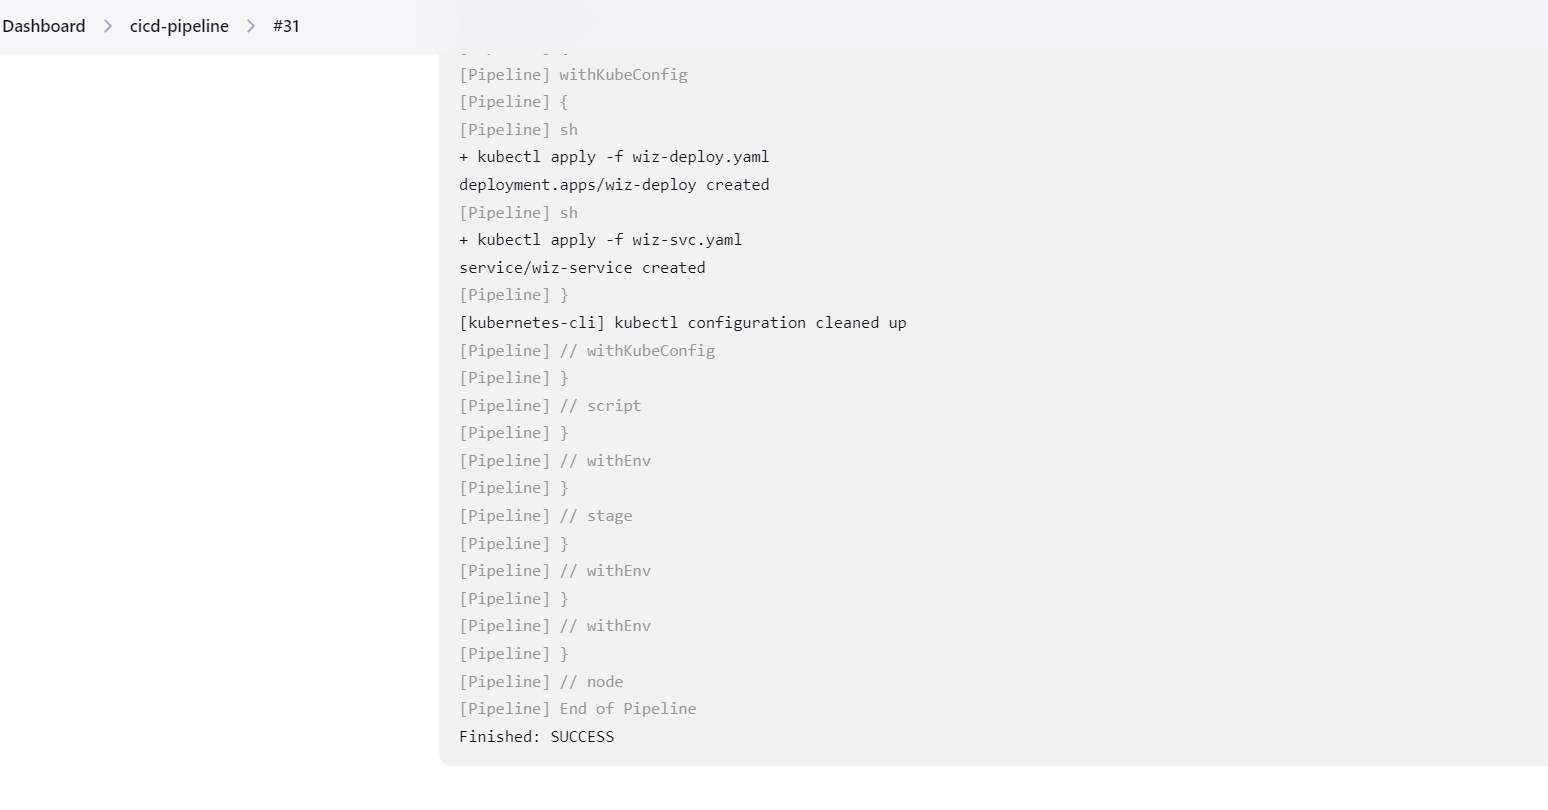 Dashboard > cicd-pipeline > #31
[Pipeline] withKubeConfig
[Pipeline] {
[Pipeline] sh
+ kubectl apply -f wiz-deploy.yaml
deployment.apps/wiz-deploy created
[Pipeline] sh
+ kubectl apply -f wiz-svc.yaml
service/wiz-service created
[Pipeline] }
[kubernetes-cli] kubectl configuration cleaned up
[Pipeline] // withKubeConfig
[Pipeline] }
[Pipeline] // script
[Pipeline] }
[Pipeline] // withEnv
[Pipeline] }
[Pipeline] // stage
[Pipeline] }
[Pipeline] // withEnv
[Pipeline] }
[Pipeline] // withEnv
[Pipeline] }
[Pipeline] // node
[Pipeline] End of Pipeline
Finished: SUCCESS